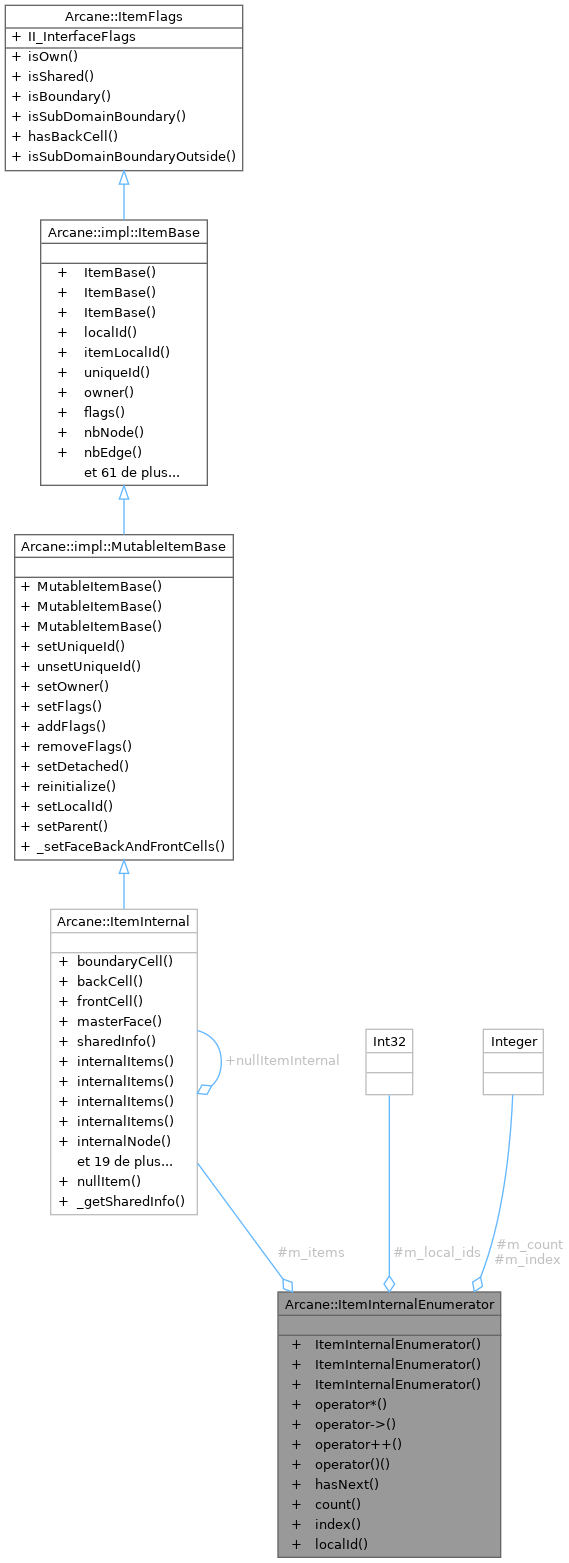 Arcane::ItemFlags
+ II_InterfaceFlags
+ isOwn()
+ isShared()
+ isBoundary()
+ isSubDomainBoundary()
+ hasBackCell()
+ isSubDomainBoundaryOutside()
Arcane::impl::ItemBase
+ ItemBase()
+ ItemBase()
+ ItemBase()
+ localId()
+ itemLocalId()
+ uniqueId()
+ owner()
+ flags()
+ nbNode()
+ nbEdge()
et 61 de plus...
Arcane::impl::MutableItemBase
+ MutableItemBase()
+ MutableItemBase()
+ MutableItemBase()
+ setUniqueId()
+ unsetUniqueId()
+ setOwner()
+ setFlags()
+ addFlags()
+ removeFlags()
+ setDetached()
+ reinitialize()
+ setLocalId()
+ setParent()
+ _setFaceBackAndFrontCells()
Arcane::ItemInternal
+ boundaryCell()
+ backCell()
+ frontCell()
+ masterFace()
+ sharedInfo()
+ internalItems()
+ internalItems()
+ internalItems()
+ internalItems()
+ internalNode()
et 19 de plus...
+ nullItem()
+ _getSharedInfo()
+nullItemInternal
Int32
Integer
#m_items
#m_local_ids
#m_count
#m_index
Arcane::ItemInternalEnumerator
+ ItemInternalEnumerator()
+ ItemInternalEnumerator()
+ ItemInternalEnumerator()
+ operator*()
+ operator->()
+ operator++()
+ operator()()
+ hasNext()
+ count()
+ index()
+ localId()